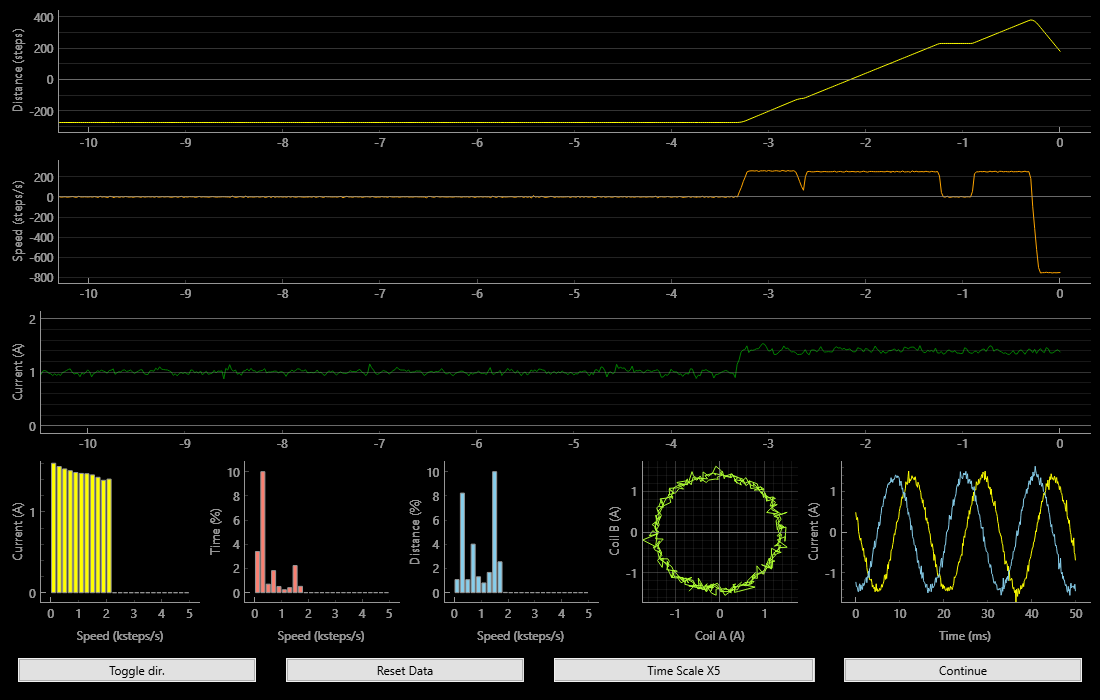 Distance (steps)
400
200
0
-200
-10 -9 -8 -7 -6 -5 -4 -3 -2 -1 0
Speed (steps/s)
200
0
-200
-400
-600
-800
-10 -9 -8 -7 -6 -5 -4 -3 -2 -1 0
Current (A)
2
1
0
-10 -9 -8 -7 -6 -5 -4 -3 -2 -1 0
Current (A)
1
0
0 1 2 3 4 5
Speed (ksteps/s)
Time (%)
10
8
6
4
2
0
0 1 2 3 4 5
Speed (ksteps/s)
Distance (%)
10
8
6
4
2
0
0 1 2 3 4 5
Speed (ksteps/s)
Coil B (A)
1
0
-1
-1 0 1
Coil A (A)
Current (A)
1
0
-1
0 10 20 30 40 50
Time (ms)
Toggle dir. Reset Data Time Scale X5 Continue